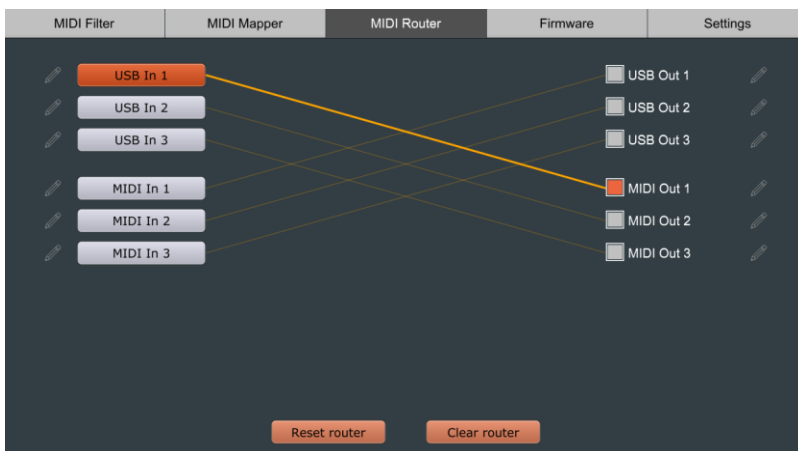 MIDI Filter MIDI Mapper MIDI Router Firmware Settings
USB In 1 USB Out 1
USB In 2 USB Out 2
USB In 3 USB Out 3
MIDI In 1 MIDI Out 1
MIDI In 2 MIDI Out 2
MIDI In 3 MIDI Out 3
Reset router Clear router